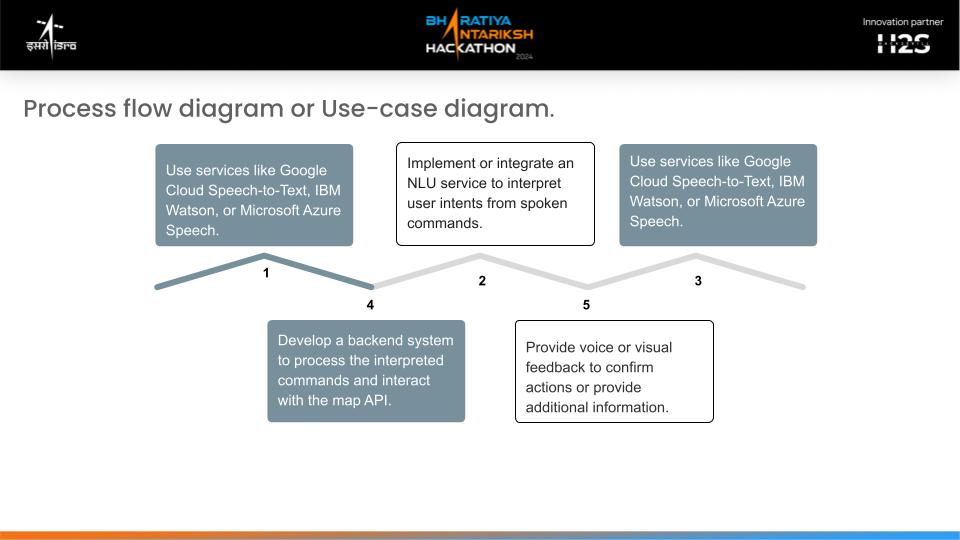 इसरो isro
BHARATIYA
ANTARIKSH
HACKATHON
2024
Innovation partner
H2S
Process flow diagram or Use-case diagram.
Use services like Google
Cloud Speech-to-Text, IBM
Watson, or Microsoft Azure
Speech.
Implement or integrate an
NLU service to interpret
user intents from spoken
commands.
Use services like Google
Cloud Speech-to-Text, IBM
Watson, or Microsoft Azure
Speech.
1
2
3
4
5
Develop a backend system
to process the interpreted
commands and interact
with the map API.
Provide voice or visual
feedback to confirm
actions or provide
additional information.